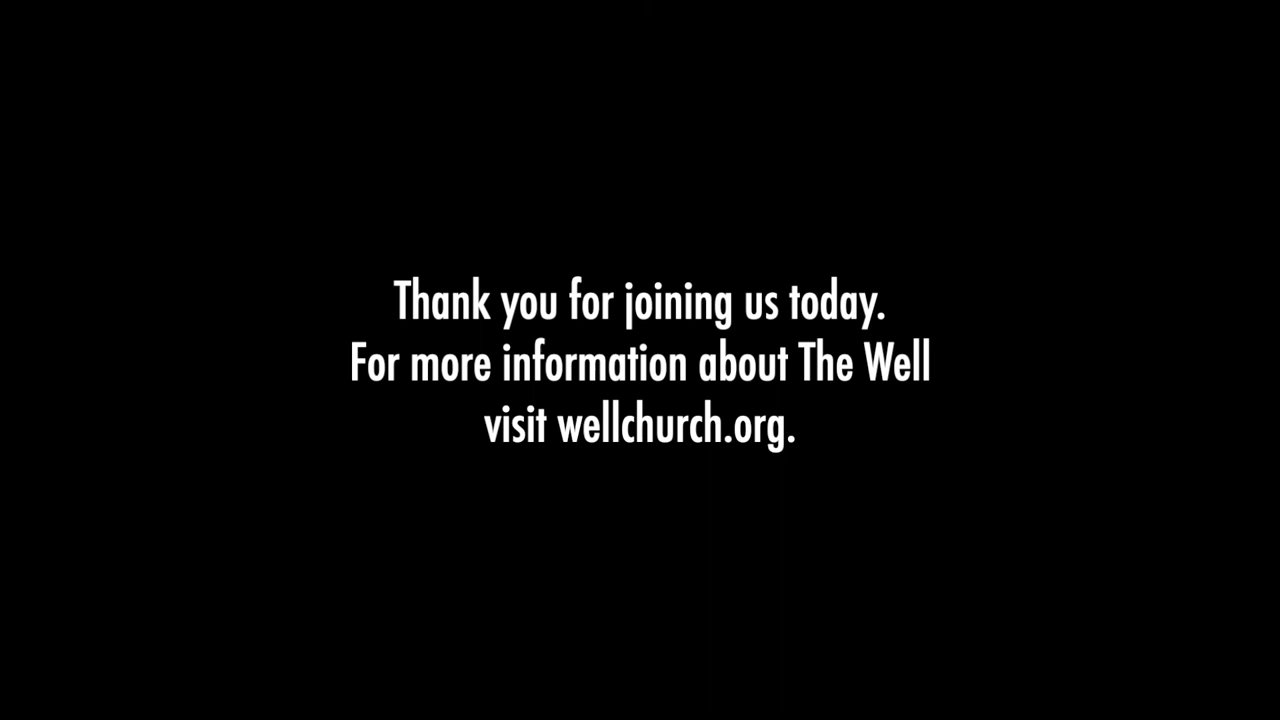 Thank you for joining us today.
For more information about The Well
visit wellchurch.org.